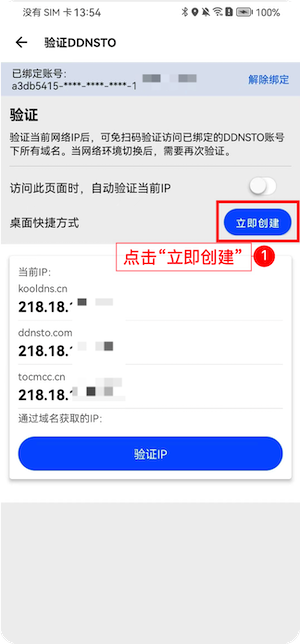 没有 SIM 卡 13:54
100%
验证DDNSTO
已绑定账号:
a3db5415-****-****-****-1
解除绑定
验证
验证当前网络IP后，可免扫码验证访问已绑定的DDNSTO账号
下所有域名。当网络环境切换后，需要再次验证。
访问此页面时，自动验证当前IP
桌面快捷方式
立即创建
点击“立即创建”
1
当前IP:
kooldns.cn
218.18.
ddnsto.com
218.18.
tocmcc.cn
218.18.
通过域名获取的IP:
验证IP